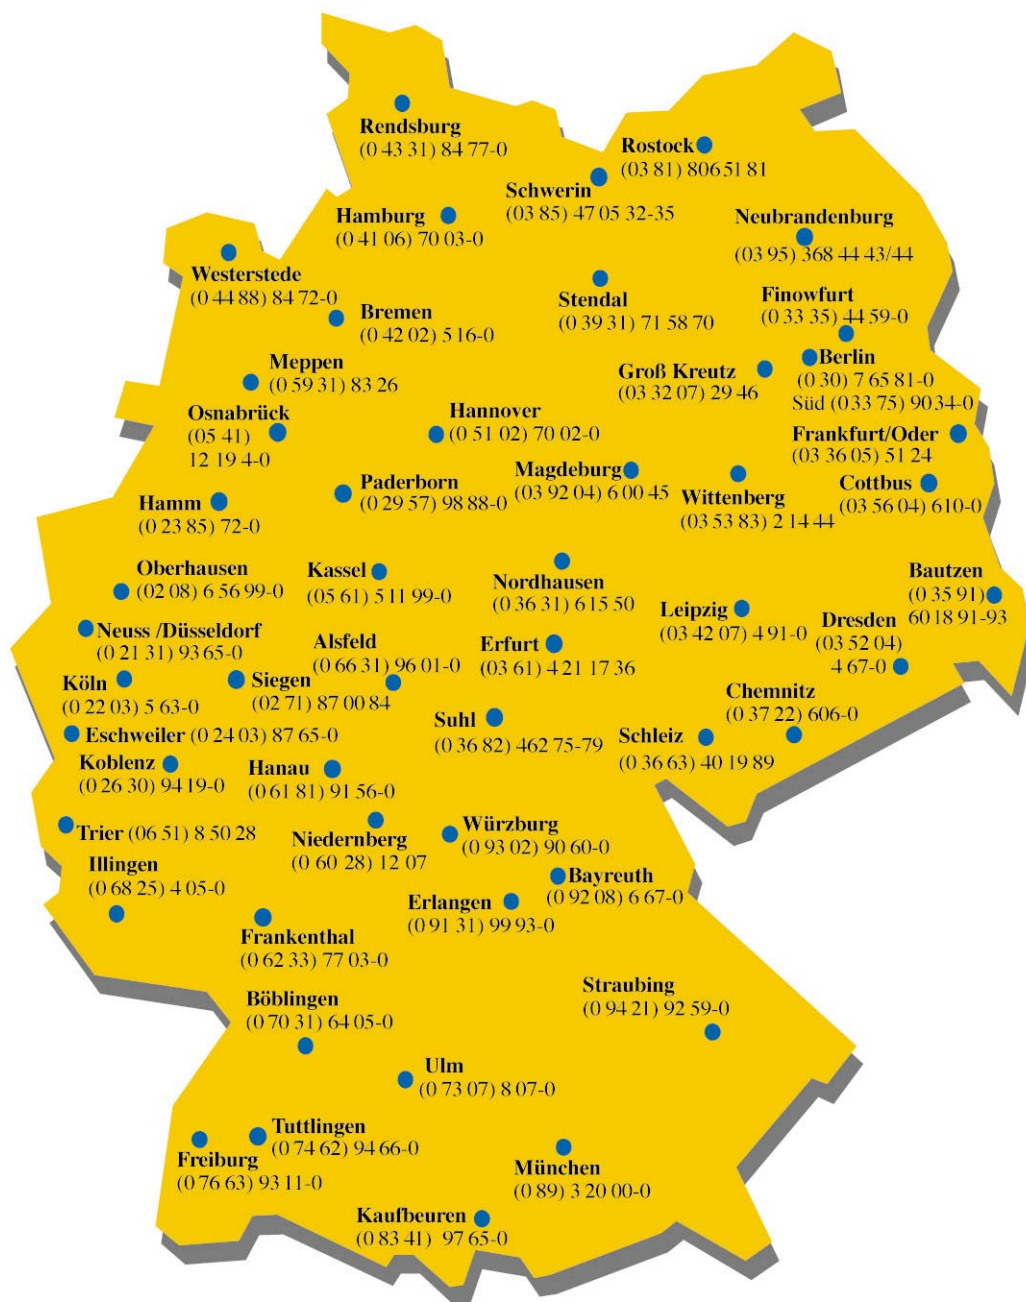 Rendsburg
(0 43 31) 84 77-0
Rostock
(03 81) 806 51 81
Schwerin
(03 85) 47 05 32-35
Hamburg
(0 41 06) 70 03-0
Neubrandenburg
(03 95) 368 44 43/44
Westerstede
(0 44 88) 84 72-0
Stendal
(0 39 31) 71 58 70
Finowfurt
(0 33 35) 44 59-0
Bremen
(0 42 02) 5 16-0
Meppen
(0 59 31) 83 26
Groß Kreutz
(03 32 07) 29 46
Berlin
(0 30) 7 65 81-0
Süd (0 33 75) 90 34-0
Osnabrück
(05 41)
12 19 4-0
Hannover
(0 51 02) 70 02-0
Frankfurt/Oder
(03 36 05) 51 24
Magdeburg
(03 92 04) 6 00 45
Wittenberg
(03 53 83) 2 14 44
Cottbus
(03 56 04) 610-0
Paderborn
(0 29 57) 98 88-0
Hamm
(0 23 85) 72-0
Oberhausen
(02 08) 6 56 99-0
Kassel
(05 61) 5 11 99-0
Nordhausen
(0 36 31) 6 15 50
Bautzen
(0 35 91)
60 18 91-93
Leipzig
(03 42 07) 4 91-0
Dresden
(03 52 04)
4 67-0
Neuss /Düsseldorf
(0 21 31) 93 65-0
Alsfeld
(0 66 31) 96 01-0
Erfurt
(03 61) 4 21 17 36
Köln
(0 22 03) 5 63-0
Siegen
(02 71) 87 00 84
Chemnitz
(0 37 22) 606-0
Suhl
(0 36 82) 462 75-79
Schleiz
(0 36 63) 40 19 89
Eschweiler (0 24 03) 87 65-0
Koblenz
(0 26 30) 94 19-0
Hanau
(0 61 81) 91 56-0
Trier (06 51) 8 50 28
Niedernberg
(0 60 28) 12 07
Würzburg
(0 93 02) 90 60-0
Illingen
(0 68 25) 4 05-0
Bayreuth
(0 92 08) 6 67-0
Erlangen
(0 91 31) 99 93-0
Frankenthal
(0 62 33) 77 03-0
Straubing
(0 94 21) 92 59-0
Böblingen
(0 70 31) 64 05-0
Ulm
(0 73 07) 8 07-0
Tuttlingen
(0 74 62) 94 66-0
Freiburg
(0 76 63) 93 11-0
München
(0 89) 3 20 00-0
Kaufbeuren
(0 83 41) 97 65-0